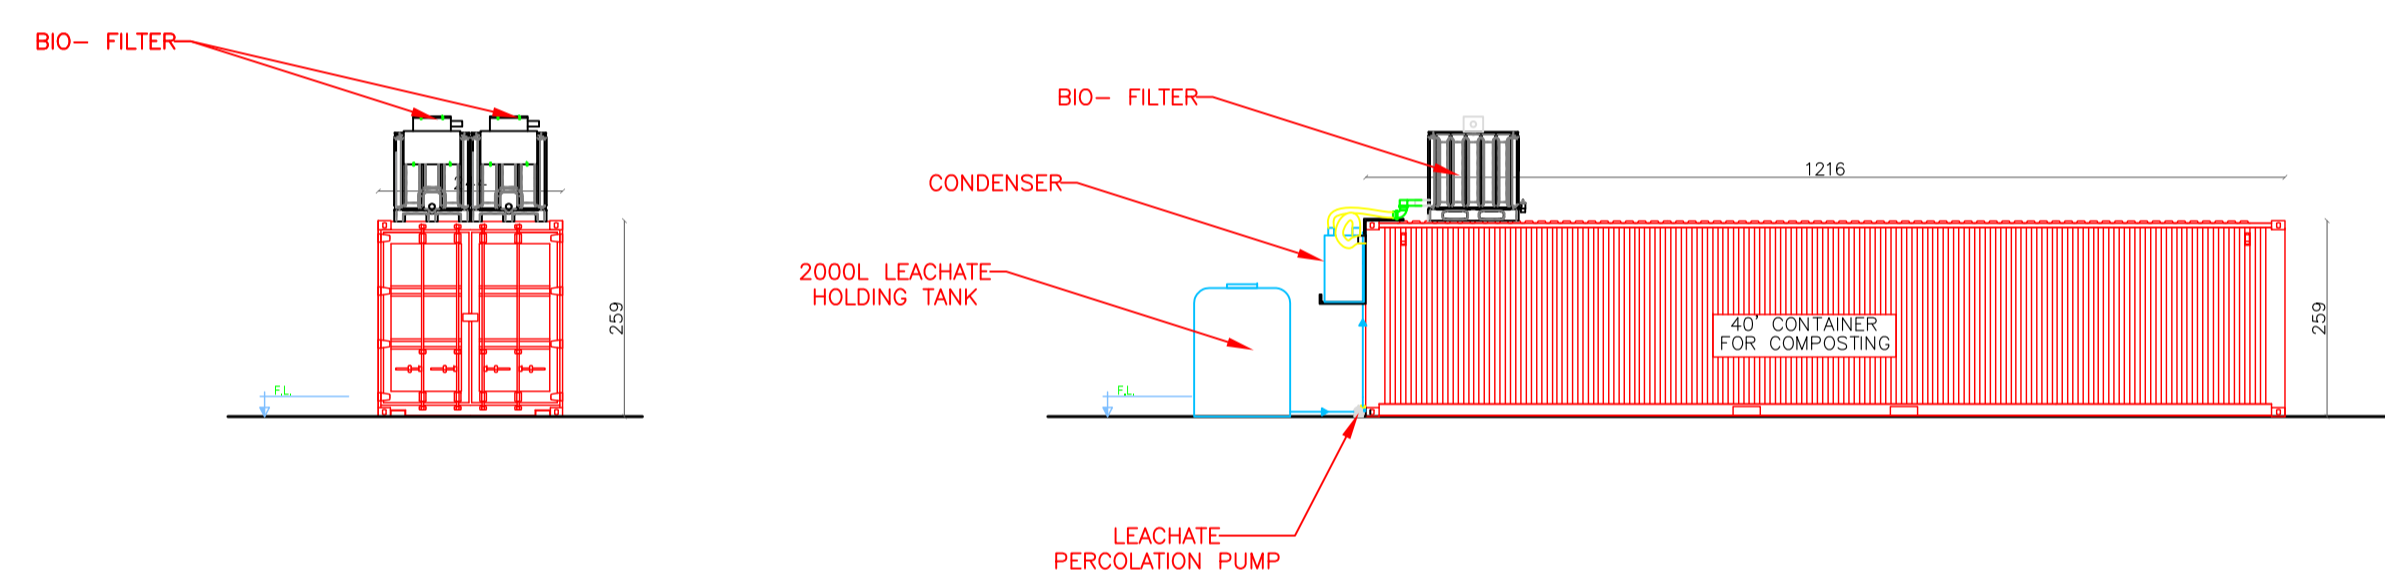 BIO- FILTER
259
F.L.
BIO- FILTER
1216
CONDENSER
2000L LEACHATE
HOLDING TANK
40' CONTAINER
FOR COMPOSTING
259
F.L.
LEACHATE
PERCOLATION PUMP